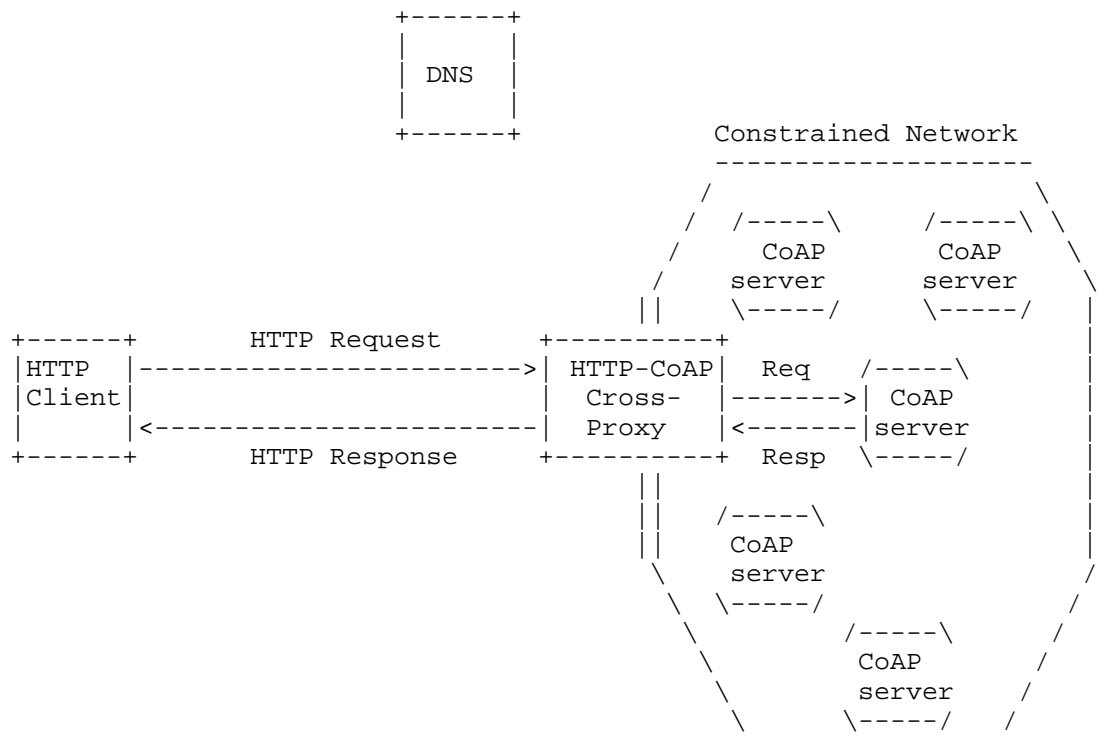 DNS
Constrained Network
CoAP CoAP
server server
HTTP Request
HTTP HTTP-CoAP Req
Client Cross- CoAP
Proxy server
HTTP Response Resp
CoAP
server
CoAP
server